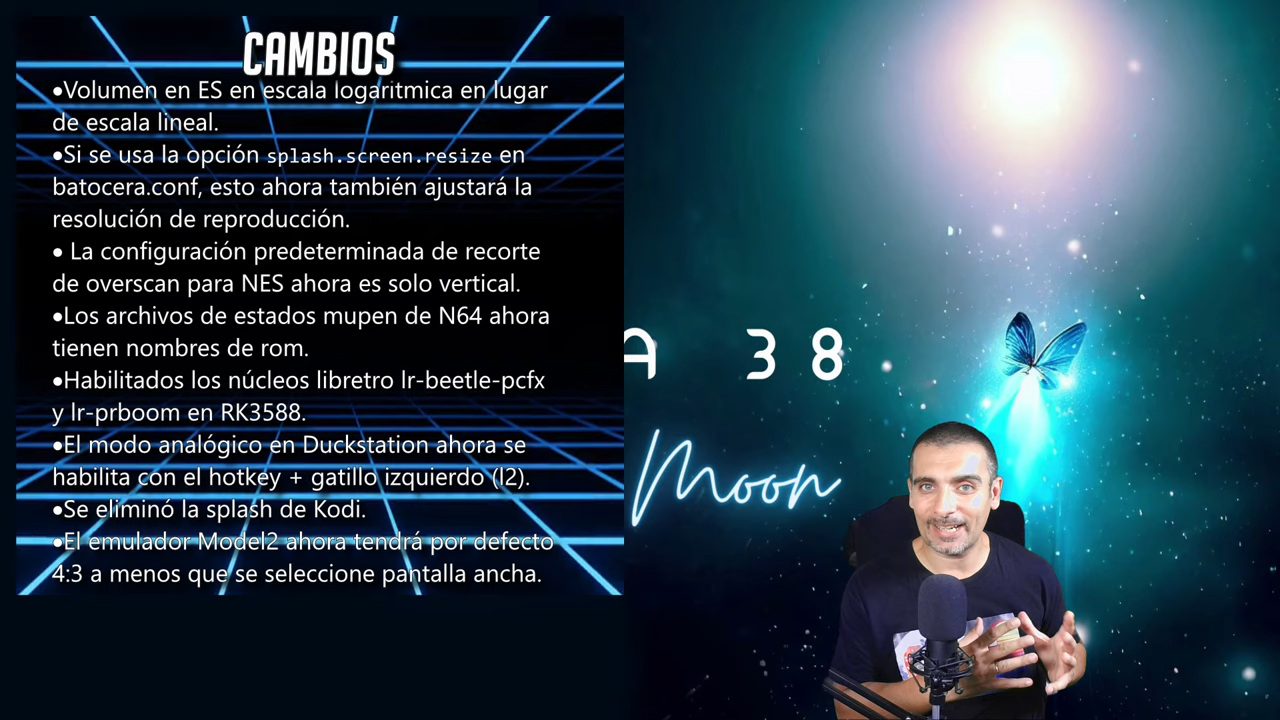 CAMBIOS
•Volumen en ES en escala logaritmica en lugar
de escala lineal.
•Si se usa la opción splash.screen.resize en
batocera.conf, esto ahora también ajustará la
resolución de reproducción.
• La configuración predeterminada de recorte
de overscan para NES ahora es solo vertical.
•Los archivos de estados mupen de N64 ahora
tienen nombres de rom.
•Habilitados los núcleos libretro lr-beetle-pcfx
y lr-prboom en RK3588.
•El modo analógico en Duckstation ahora se
habilita con el hotkey + gatillo izquierdo (l2).
•Se eliminó la splash de Kodi.
•El emulador Model2 ahora tendrá por defecto
4:3 a menos que se seleccione pantalla ancha.
A 38
Moon